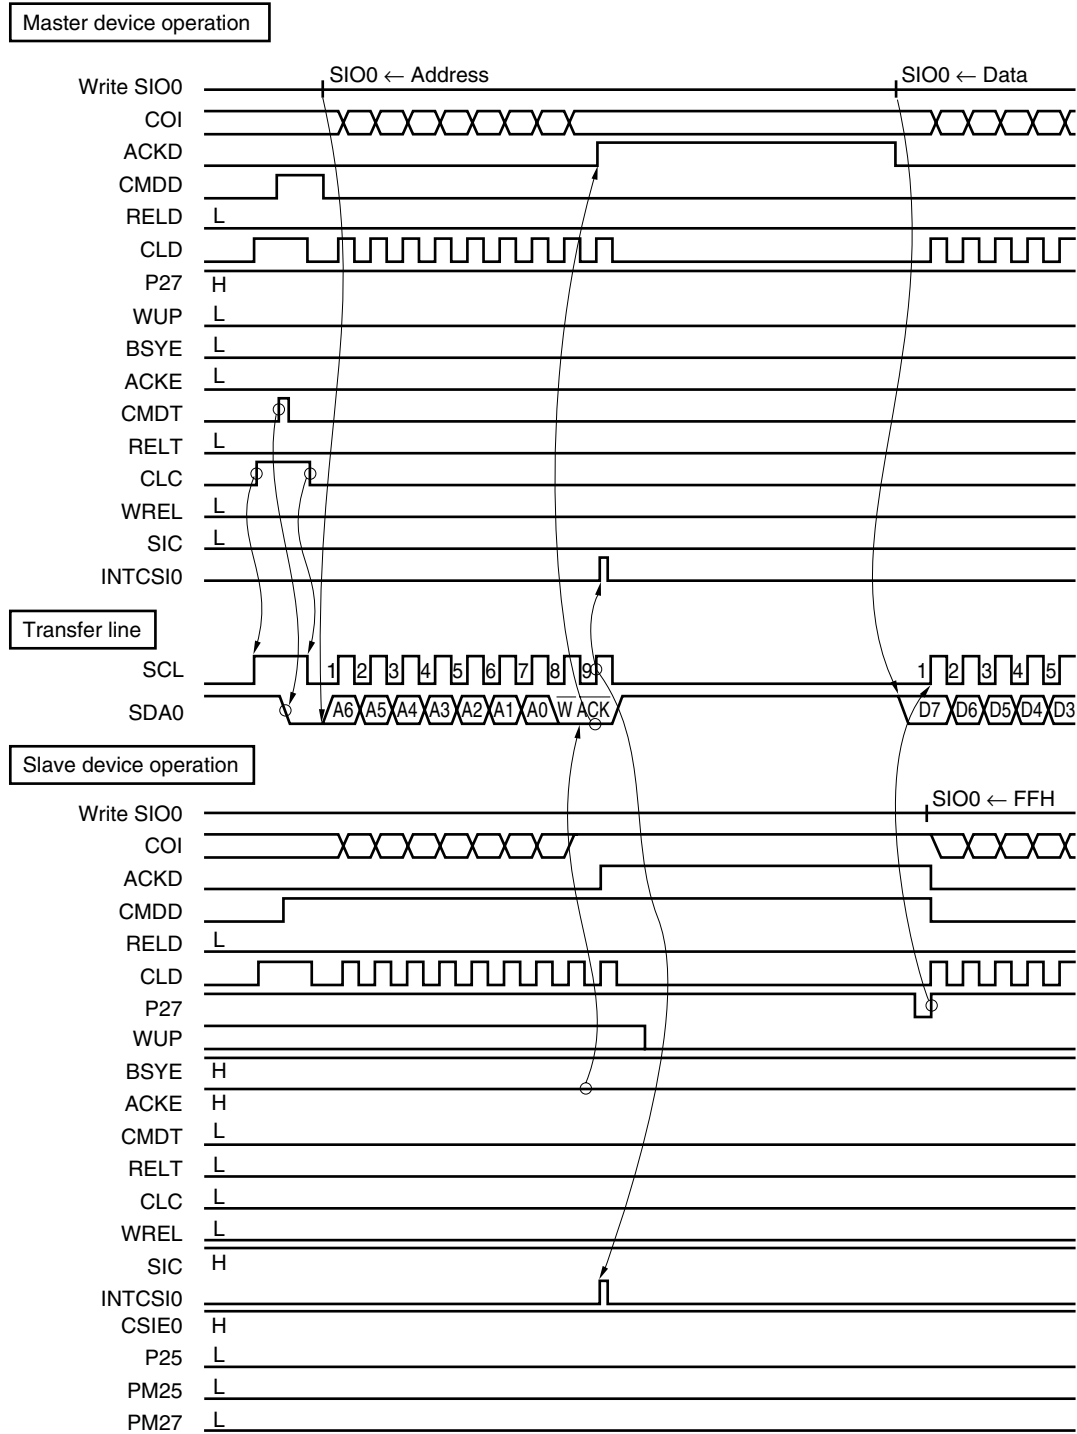 Master device operation
SIO0 ← Address
SIO0 ← Data
Write SIO0
COI
ACKD
CMDD
RELD L
CLD
P27 H
WUP L
BSYE L
ACKE L
CMDT
RELT L
CLC
WREL L
SIC L
INTCSI0
Transfer line
SCL 1 2 3 4 5 6 7 8 9 1 2 3 4 5
SDA0 A6 A5 A4 A3 A2 A1 A0 W ACK D7 D6 D5 D4 D3
Slave device operation
SIO0 ← FFH
Write SIO0
COI
ACKD
CMDD
RELD L
CLD
P27
WUP
BSYE H
ACKE H
CMDT L
RELT L
CLC L
WREL L
SIC H
INTCSI0
CSIE0 H
P25 L
PM25 L
PM27 L